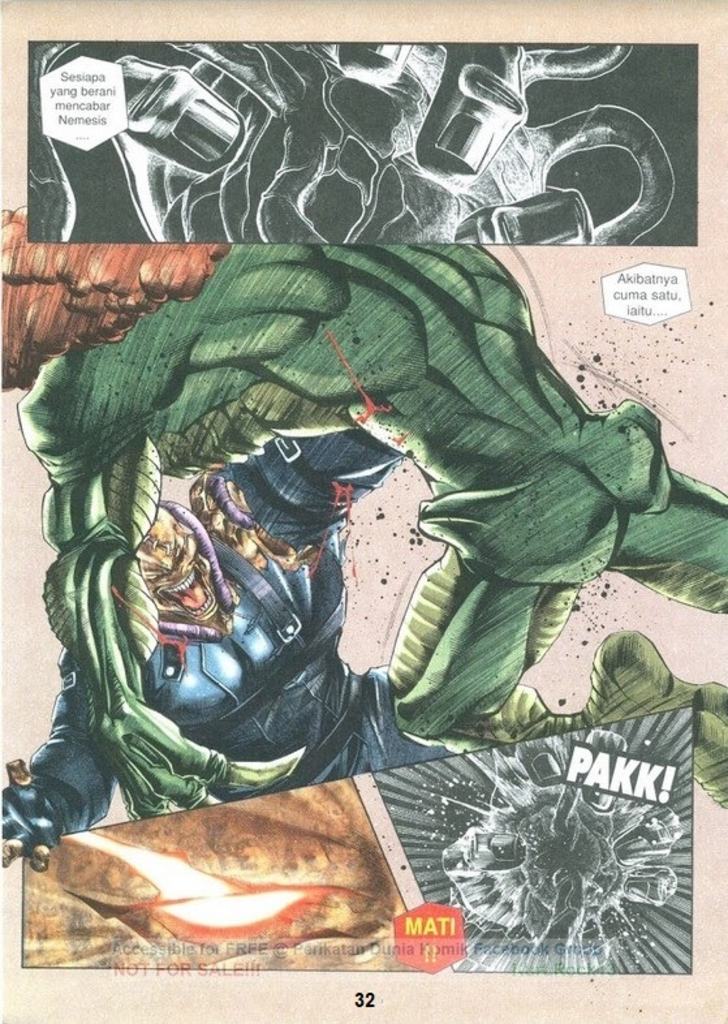 Sesiapa
yang berani
mencabar
Nemesis
....
Akibatnya
cuma satu,
iaitu....
PAKK!
MATI
!!
Accessible for FREE @ Perikatan Dunia Komik Facebook Group
NOT FOR SALE!!!
32